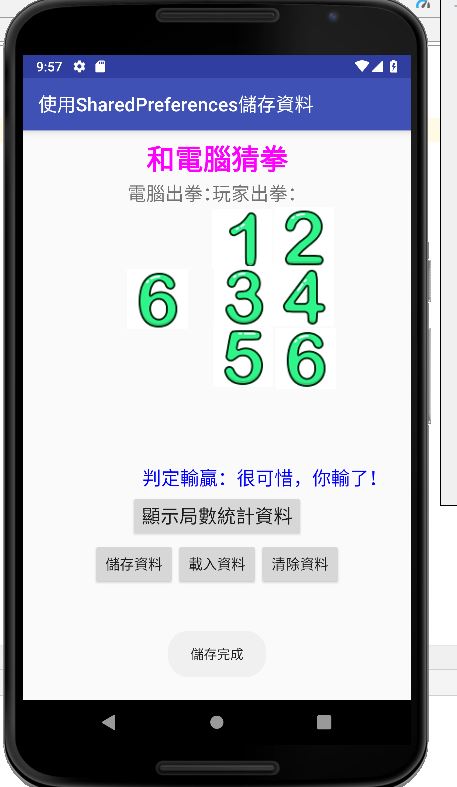 9:57
使用SharedPreferences儲存資料
和電腦猜拳
電腦出拳:玩家出拳:
1 2
6 3 4
5 6
判定輸贏：很可惜，你輸了!
顯示局數統計資料
儲存資料 載入資料 清除資料
儲存完成